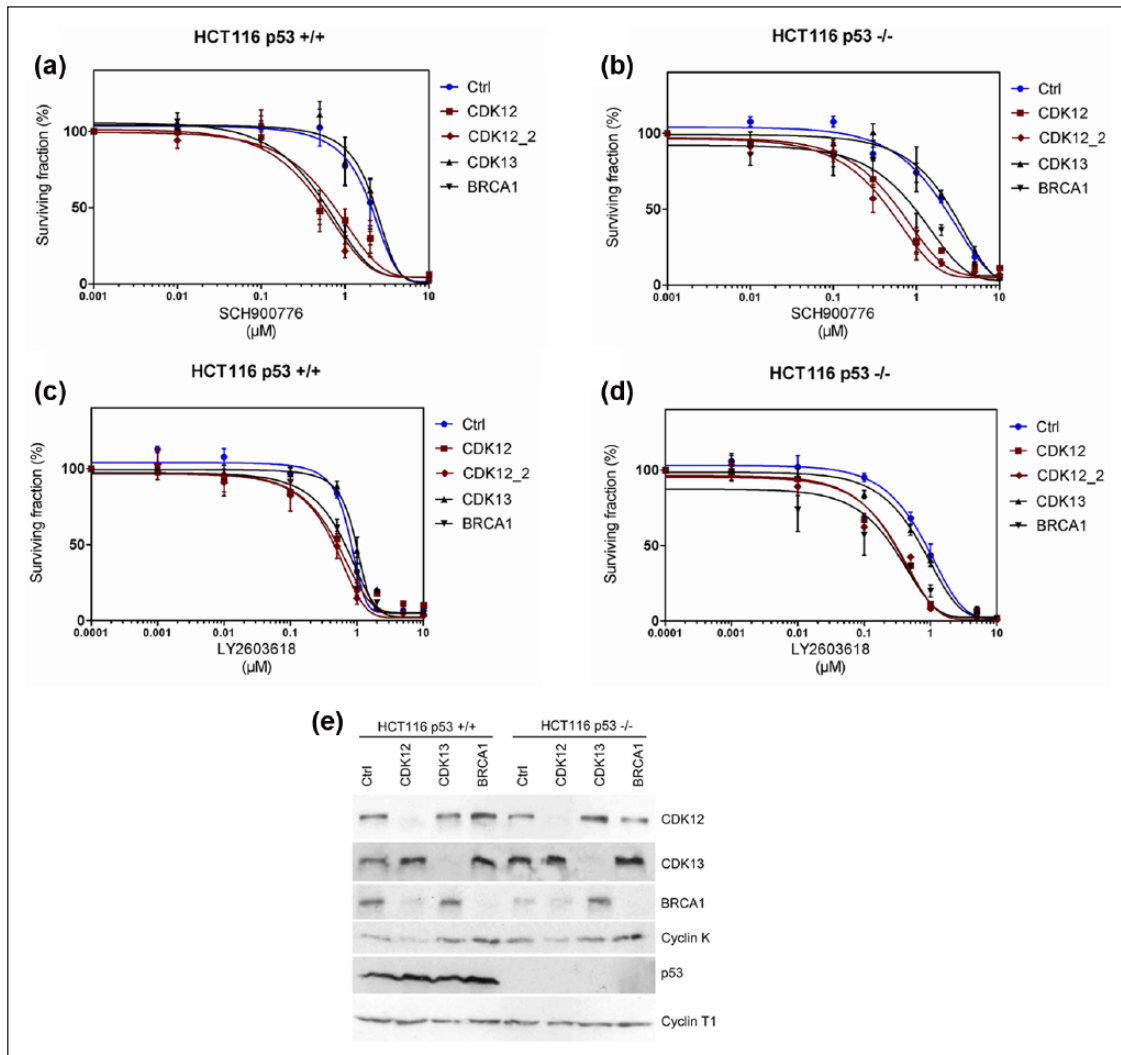 HCT116 p53 +/+
(a)
100
50
0
Surviving fraction (%)
0.001 0.01 0.1 1 10
SCH900776
(µM)
Ctrl
CDK12
CDK12_2
CDK13
BRCA1
HCT116 p53 -/-
(b)
100
50
0
Surviving fraction (%)
0.001 0.01 0.1 1 10
SCH900776
(µM)
Ctrl
CDK12
CDK12_2
CDK13
BRCA1
HCT116 p53 +/+
(c)
100
50
0
Surviving fraction (%)
0.0001 0.001 0.01 0.1 1 10
LY2603618
(µM)
Ctrl
CDK12
CDK12_2
CDK13
BRCA1
HCT116 p53 -/-
(d)
100
50
0
Surviving fraction (%)
0.0001 0.001 0.01 0.1 1 10
LY2603618
(µM)
Ctrl
CDK12
CDK12_2
CDK13
BRCA1
(e)
HCT116 p53 +/+ HCT116 p53 -/-
Ctrl CDK12 CDK13 BRCA1 Ctrl CDK12 CDK13 BRCA1
CDK12
CDK13
BRCA1
Cyclin K
p53
Cyclin T1